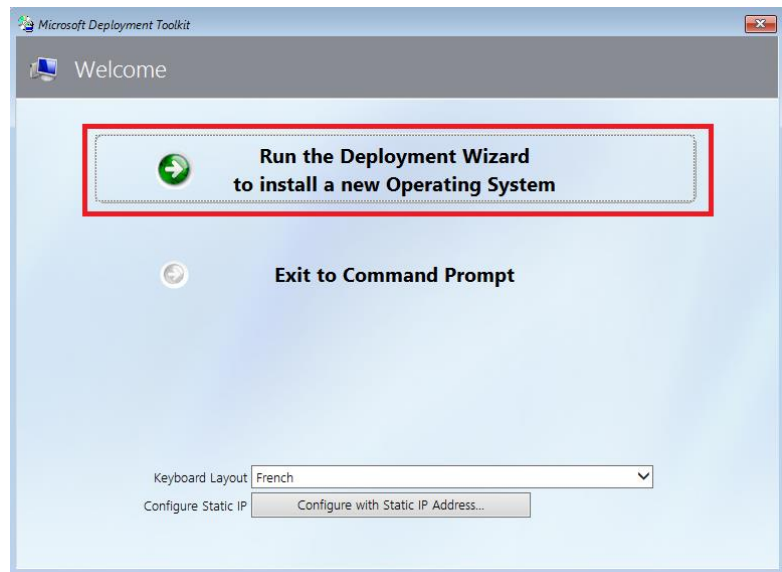 Microsoft Deployment Toolkit
Welcome
Run the Deployment Wizard
to install a new Operating System
Exit to Command Prompt
Keyboard Layout French
Configure Static IP Configure with Static IP Address...